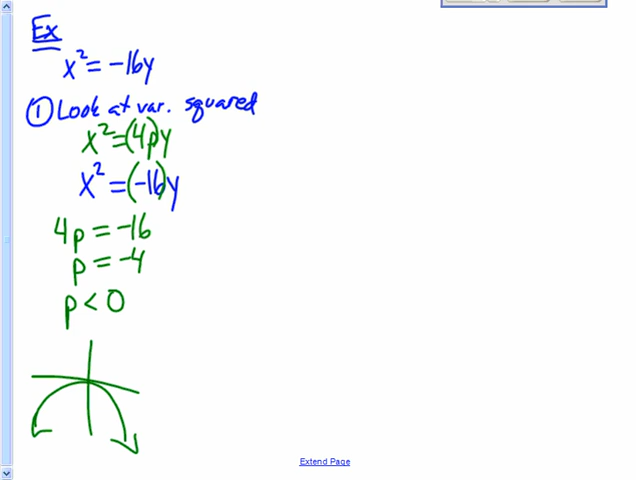 Ex
x² = -16y
① Look at var. squared
x² = (4p)y
x² = (-16)y
4p = -16
p = -4
p < 0
Extend Page